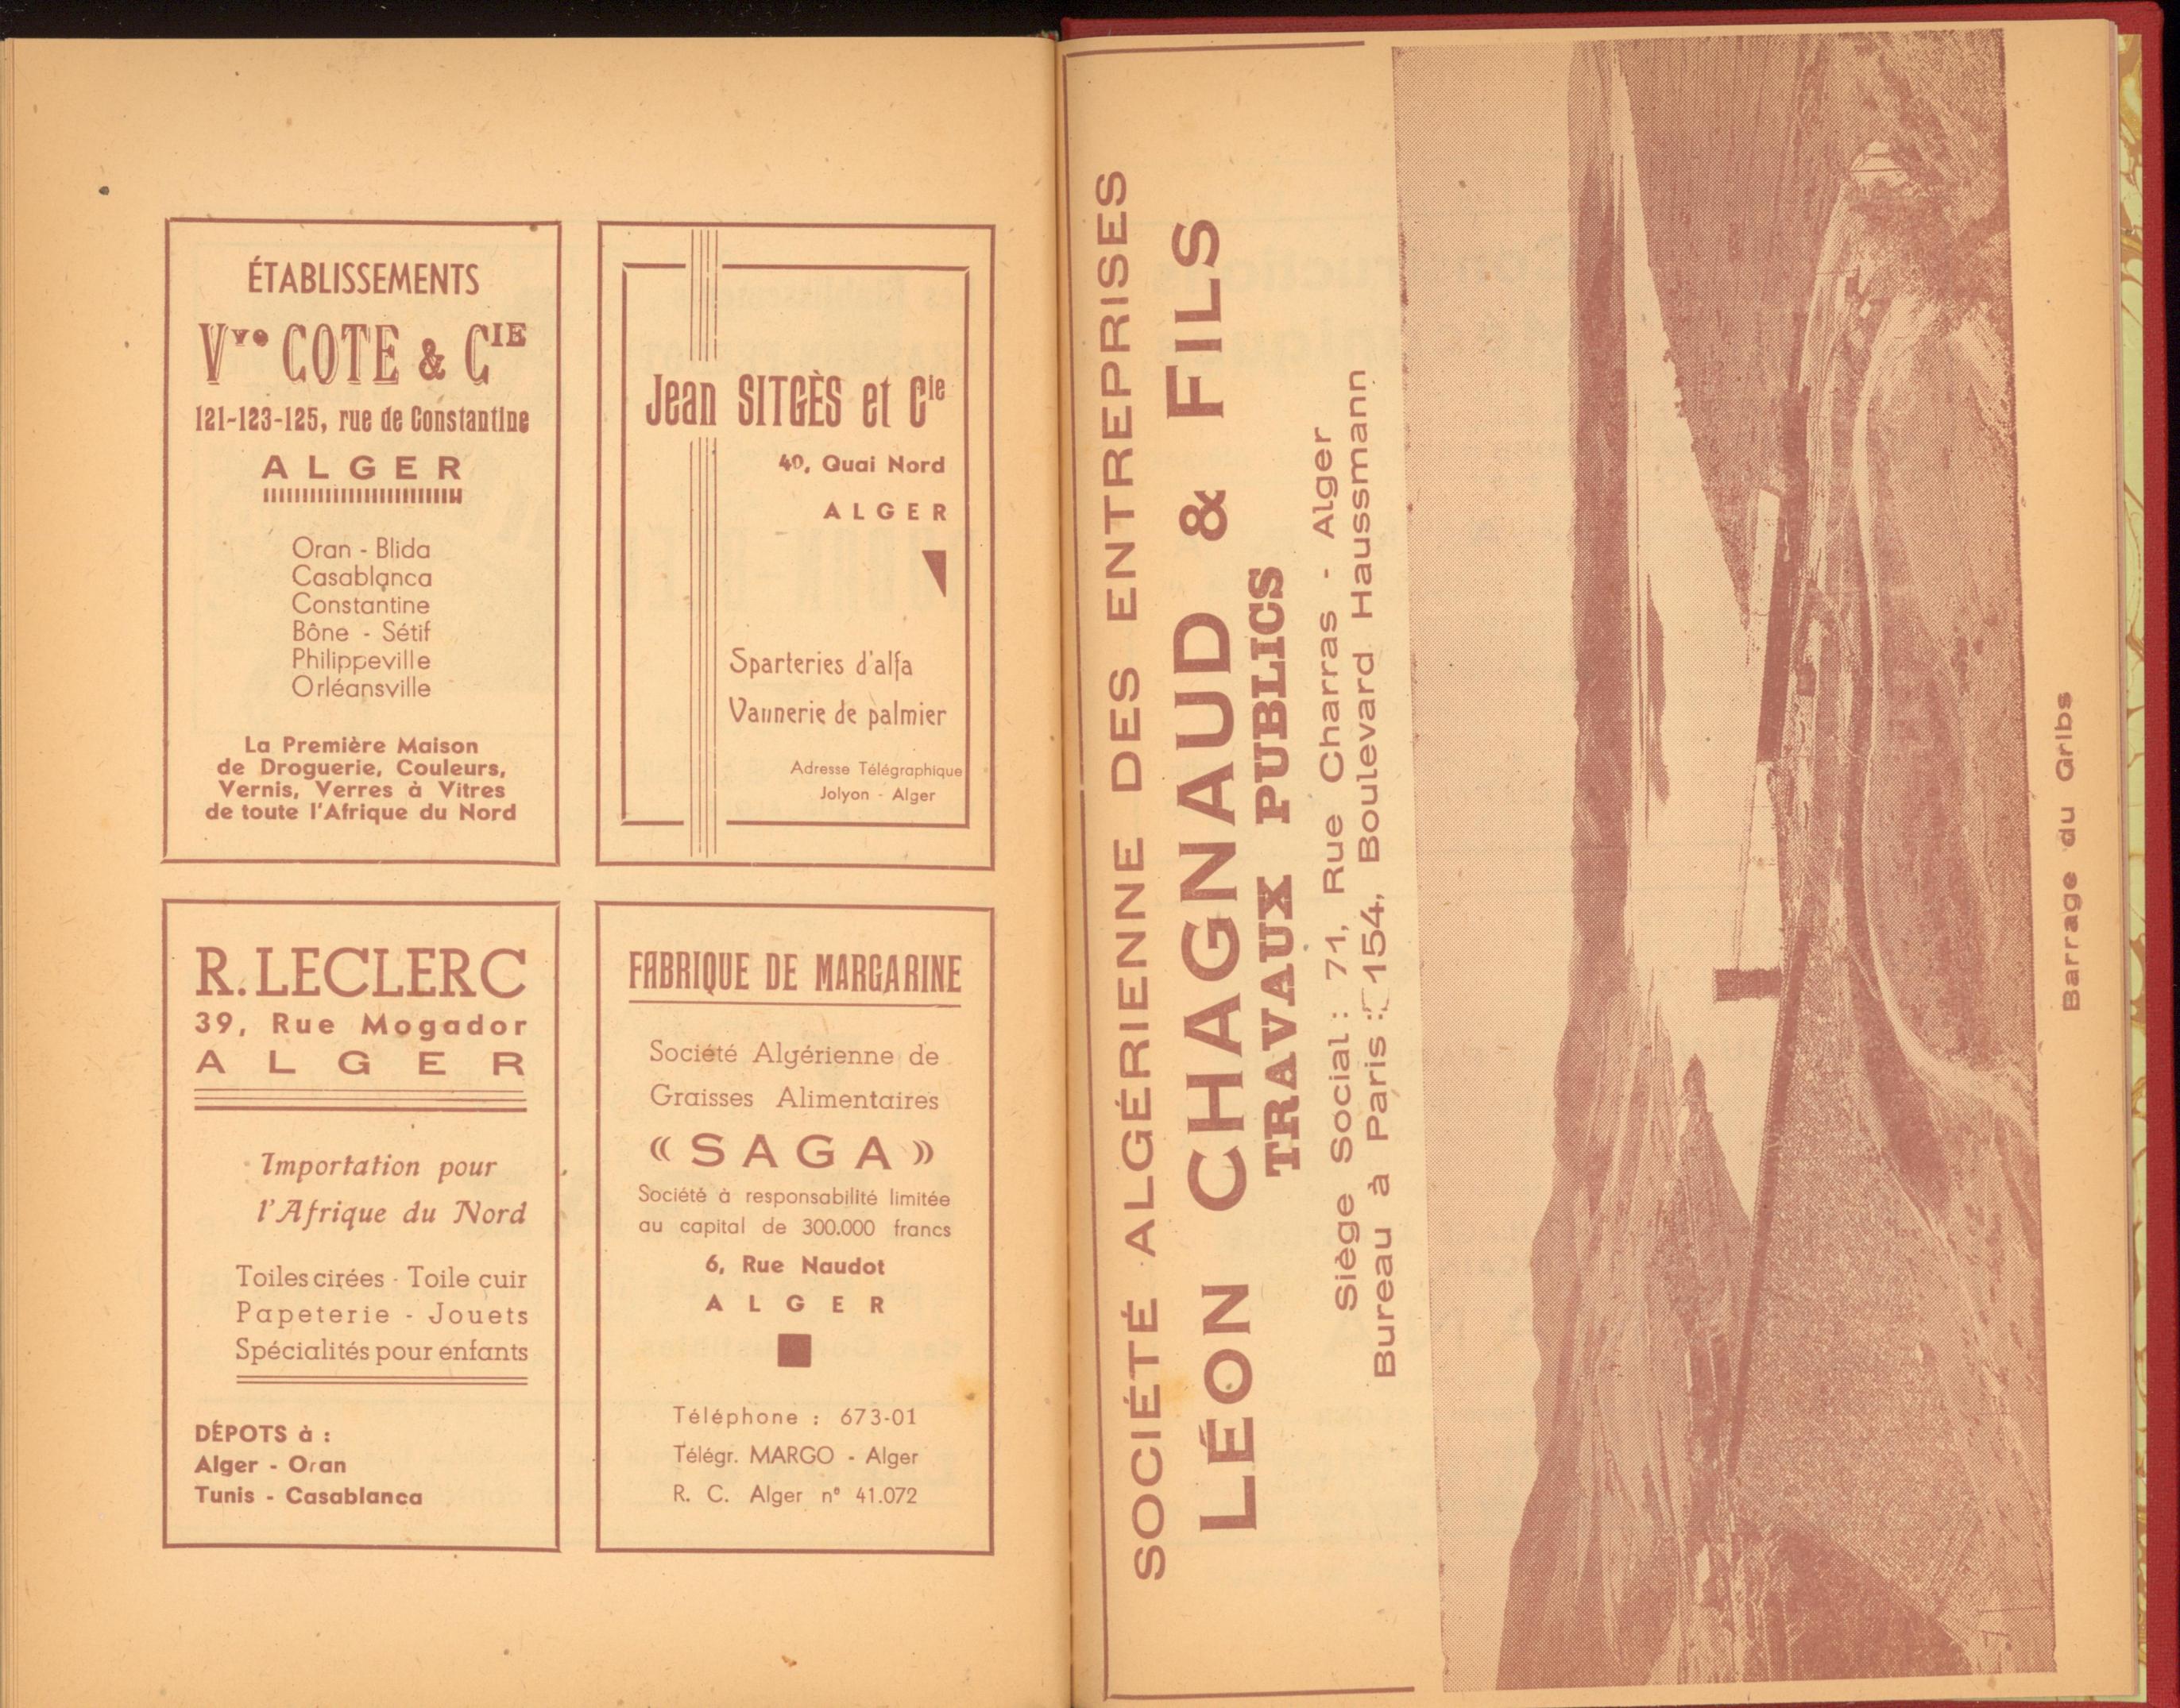 ÉTABLISSEMENTS
Vve COTE & CIE
121-123-125, rue de Constantine
ALGER
Oran - Blida
Casablanca
Constantine
Bône - Sétif
Philippeville
Orléansville
La Première Maison
de Droguerie, Couleurs,
Vernis, Verres à Vitres
de toute l'Afrique du Nord
Jean SITGÈS et Cie
40, Quai Nord
ALGER
Sparteries d'alfa
Vannerie de palmier
Adresse Télégraphique
Jolyon - Alger
R. LECLERC
39, Rue Mogador
ALGER
Importation pour
l'Afrique du Nord
Toiles cirées - Toile cuir
Papeterie - Jouets
Spécialités pour enfants
DÉPOTS à :
Alger - Oran
Tunis - Casablanca
FABRIQUE DE MARGARINE
Société Algérienne de
Graisses Alimentaires
« SAGA »
Société à responsabilité limitée
au capital de 300.000 francs
6, Rue Naudot
ALGER
Téléphone : 673-01
Télégr. MARGO - Alger
R. C. Alger n° 41.072
SOCIÉTÉ ALGÉRIENNE DES ENTREPRISES
LÉON CHAGNAUD & FILS
TRAVAUX PUBLICS
Siège Social : 71, Rue Charras - Alger
Bureau à Paris : 154, Boulevard Haussmann
Barrage du Gribs